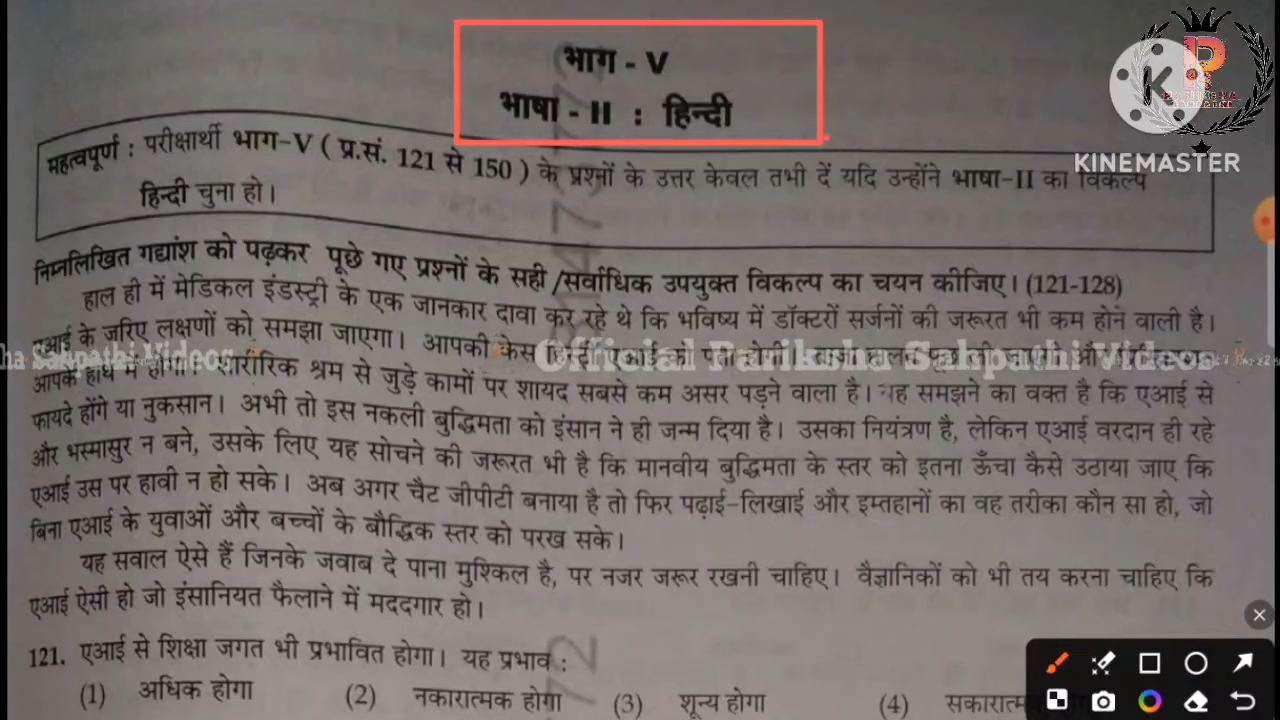 भाग - V
भाषा - II : हिन्दी
KINEMASTER
महत्वपूर्ण : परीक्षार्थी भाग-V ( प्र.सं. 121 से 150 ) के प्रश्नों के उत्तर केवल तभी दें यदि उन्होंने भाषा-II का विकल्प
हिन्दी चुना हो।
निम्नलिखित गद्यांश को पढ़कर पूछे गए प्रश्नों के सही /सर्वाधिक उपयुक्त विकल्प का चयन कीजिए। (121-128)
हाल ही में मेडिकल इंडस्ट्री के एक जानकार दावा कर रहे थे कि भविष्य में डॉक्टरों सर्जनों की जरूरत भी कम होने वाली है।
एआई के जरिए लक्षणों को समझा जाएगा। आपकी केस हिस्ट्री एआई को पता होगी।
Official Pariksha Sahpathi Videos
आपके हाथ में होगा। शारीरिक श्रम से जुड़े कामों पर शायद सबसे कम असर पड़ने वाला है। यह समझने का वक्त है कि एआई से
फायदे होंगे या नुकसान। अभी तो इस नकली बुद्धिमता को इंसान ने ही जन्म दिया है। उसका नियंत्रण है, लेकिन एआई वरदान ही रहे
और भस्मासुर न बने, उसके लिए यह सोचने की जरूरत भी है कि मानवीय बुद्धिमता के स्तर को इतना ऊँचा कैसे उठाया जाए कि
एआई उस पर हावी न हो सके। अब अगर चैट जीपीटी बनाया है तो फिर पढ़ाई-लिखाई और इम्तहानों का वह तरीका कौन सा हो, जो
बिना एआई के युवाओं और बच्चों के बौद्धिक स्तर को परख सके।
यह सवाल ऐसे हैं जिनके जवाब दे पाना मुश्किल है, पर नजर जरूर रखनी चाहिए। वैज्ञानिकों को भी तय करना चाहिए कि
एआई ऐसी हो जो इंसानियत फैलाने में मददगार हो।
121. एआई से शिक्षा जगत भी प्रभावित होगा। यह प्रभाव :
(1) अधिक होगा (2) नकारात्मक होगा (3) शून्य होगा (4)